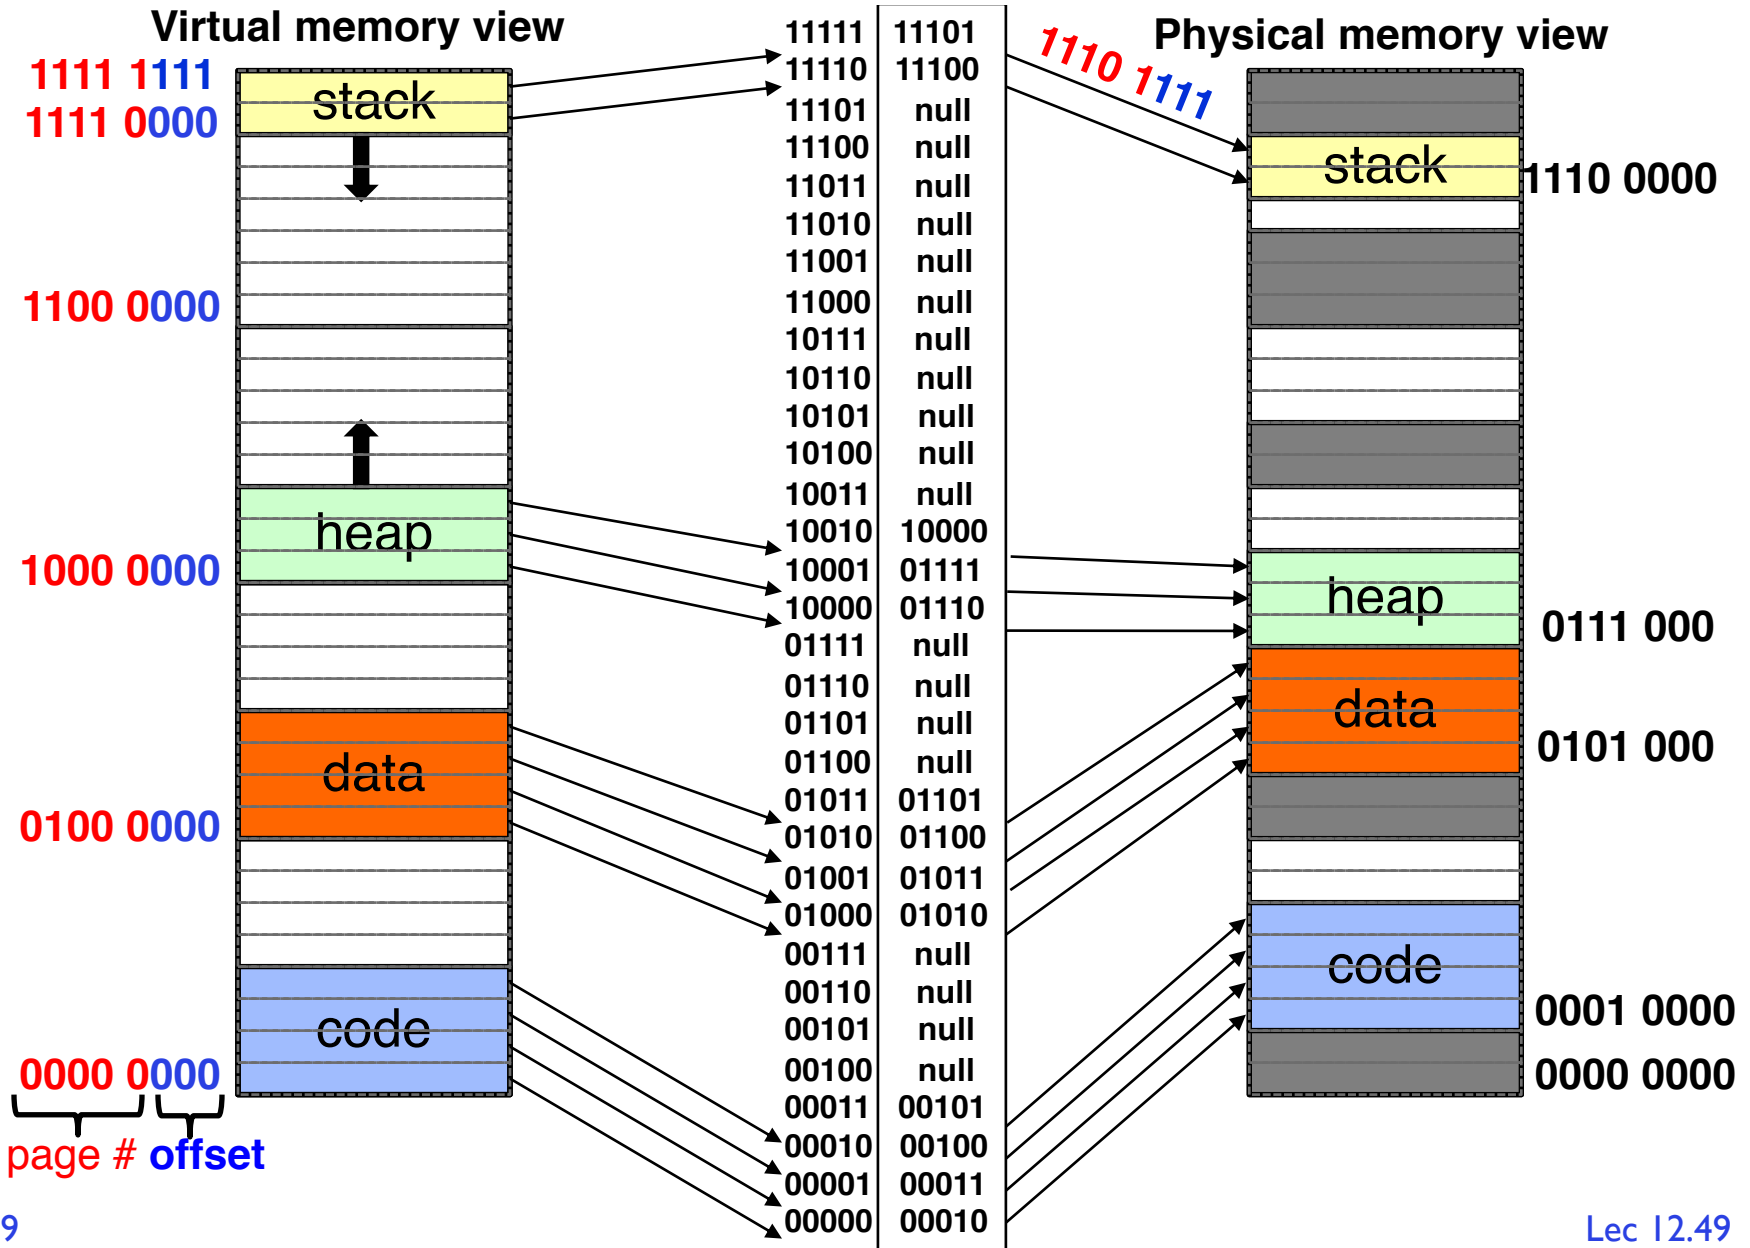 Virtual memory view
1111 1111
1111 0000
1100 0000
1000 0000
0100 0000
0000 0000
page # offset
stack
heap
data
code
11111 11101
11110 11100
11101 null
11100 null
11011 null
11010 null
11001 null
11000 null
10111 null
10110 null
10101 null
10100 null
10011 null
10010 10000
10001 01111
10000 01110
01111 null
01110 null
01101 null
01100 null
01011 01101
01010 01100
01001 01011
01000 01010
00111 null
00110 null
00101 null
00100 null
00011 00101
00010 00100
00001 00011
00000 00010
1110 1111
Physical memory view
stack
1110 0000
heap
0111 000
data
0101 000
code
0001 0000
0000 0000
9
Lec 12.49